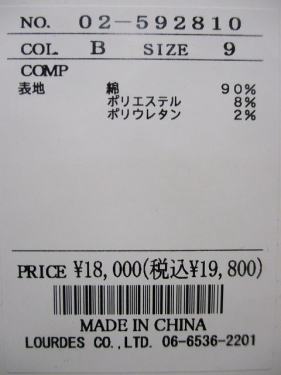 NO. 02-592810
COL. B SIZE 9
COMP
表地 綿 90%
ポリエステル 8%
ポリウレタン 2%
PRICE ¥18,000(税込¥19,800)
MADE IN CHINA
LOURDES CO.,LTD. 06-6536-2201